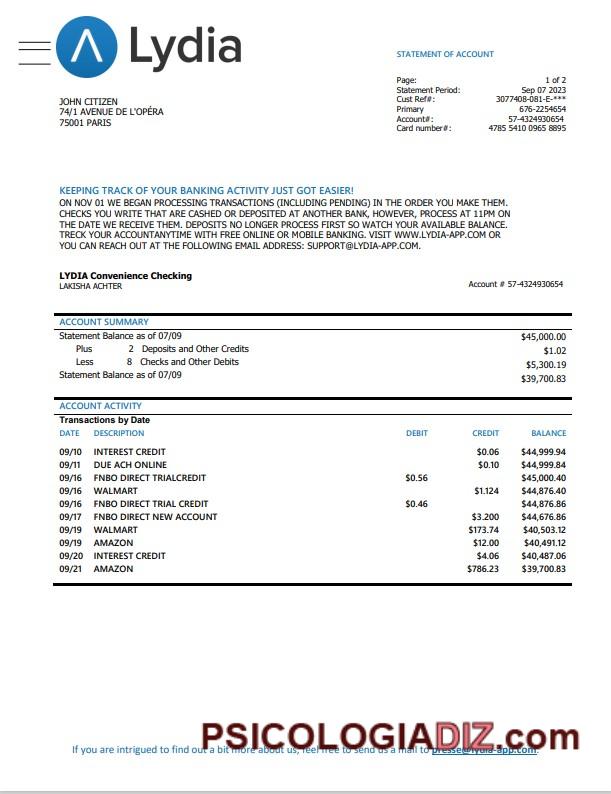 Lydia
STATEMENT OF ACCOUNT
Page: 1 of 2
Statement Period: Sep 07 2023
Cust Ref#: 3077408-081-E-***
Primary 676-2254654
Account#: 57-4324930654
Card number#: 4785 5410 0965 8895
JOHN CITIZEN
74/1 AVENUE DE L'OPÉRA
75001 PARIS
KEEPING TRACK OF YOUR BANKING ACTIVITY JUST GOT EASIER!
ON NOV 01 WE BEGAN PROCESSING TRANSACTIONS (INCLUDING PENDING) IN THE ORDER YOU MAKE THEM.
CHECKS YOU WRITE THAT ARE CASHED OR DEPOSITED AT ANOTHER BANK, HOWEVER, PROCESS AT 11PM ON
THE DATE WE RECEIVE THEM. DEPOSITS NO LONGER PROCESS FIRST SO WATCH YOUR AVAILABLE BALANCE.
TRECK YOUR ACCOUNTANYTIME WITH FREE ONLINE OR MOBILE BANKING. VISIT WWW.LYDIA-APP.COM OR
YOU CAN REACH OUT AT THE FOLLOWING EMAIL ADDRESS: SUPPORT@LYDIA-APP.COM.
LYDIA Convenience Checking
LAKISHA ACHTER Account # 57-4324930654
ACCOUNT SUMMARY
Statement Balance as of 07/09 $45,000.00
Plus 2 Deposits and Other Credits $1.02
Less 8 Checks and Other Debits $5,300.19
Statement Balance as of 07/09 $39,700.83
ACCOUNT ACTIVITY
Transactions by Date
DATE DESCRIPTION DEBIT CREDIT BALANCE
09/10 INTEREST CREDIT $0.06 $44,999.94
09/11 DUE ACH ONLINE $0.10 $44,999.84
09/16 FNBO DIRECT TRIALCREDIT $0.56 $45,000.40
09/16 WALMART $1.124 $44,876.40
09/16 FNBO DIRECT TRIAL CREDIT $0.46 $44,876.86
09/17 FNBO DIRECT NEW ACCOUNT $3.200 $44,676.86
09/19 WALMART $173.74 $40,503.12
09/19 AMAZON $12.00 $40,491.12
09/20 INTEREST CREDIT $4.06 $40,487.06
09/21 AMAZON $786.23 $39,700.83
PSICOLOGIADIZ.com
If you are intrigued to find out a bit more about us, feel free to send us a mail to presse@lydia-app.com.